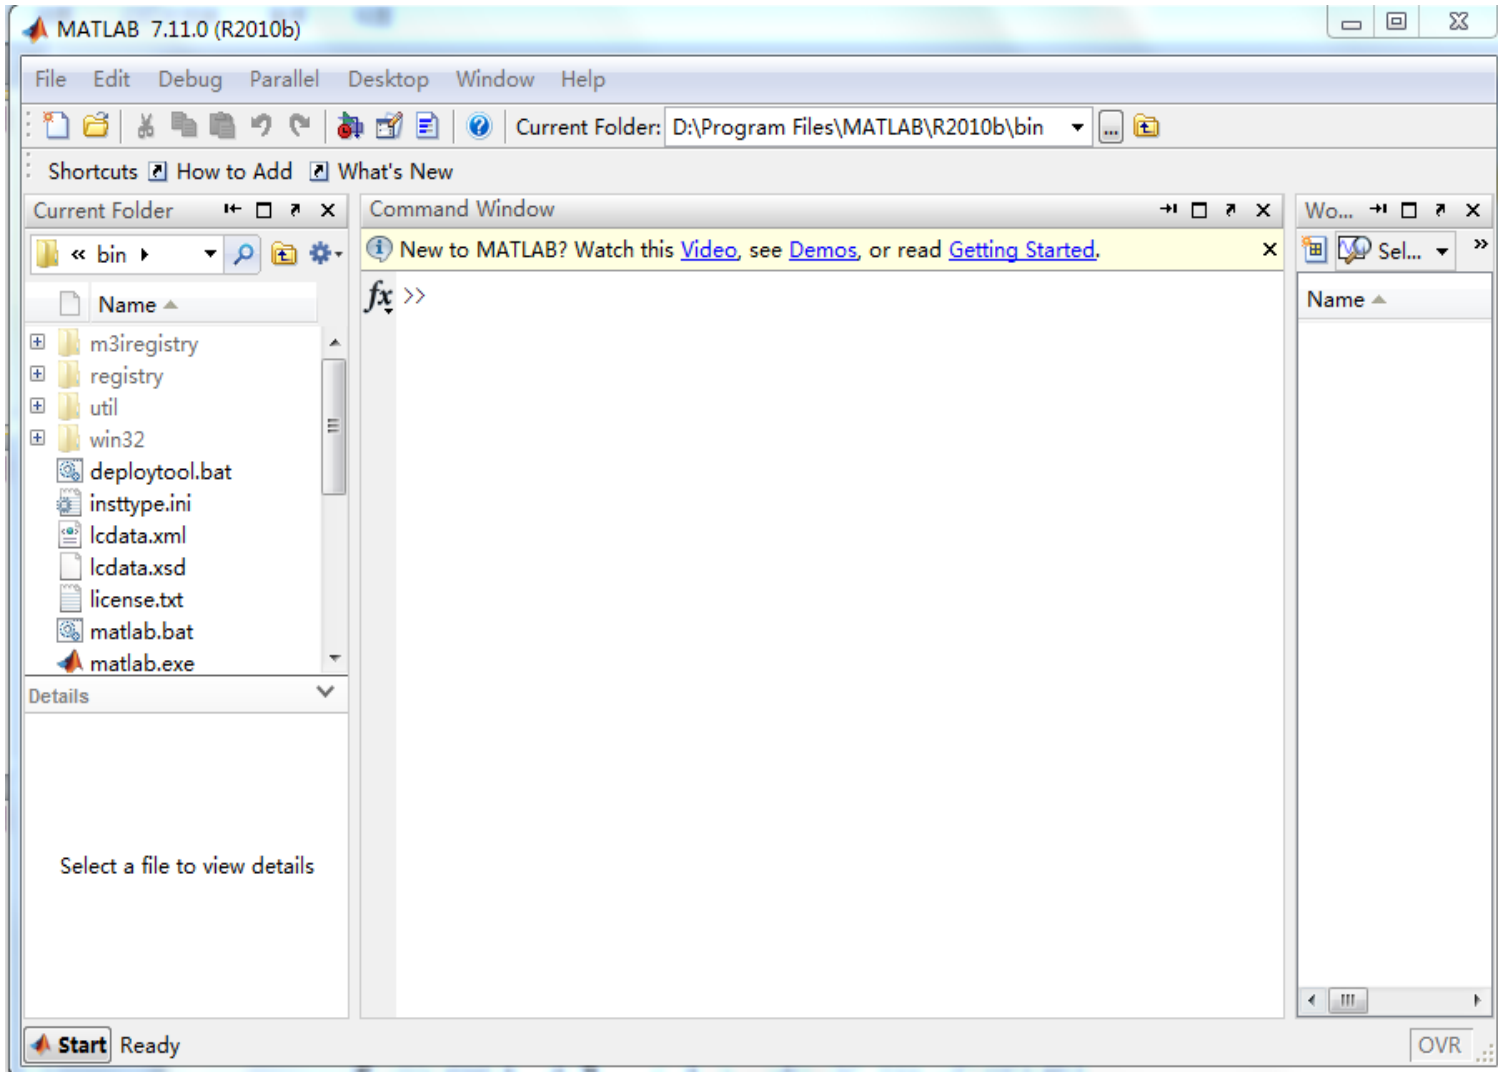 MATLAB 7.11.0 (R2010b)
File Edit Debug Parallel Desktop Window Help
Current Folder: D:\Program Files\MATLAB\R2010b\bin ...
Shortcuts How to Add What's New
Current Folder
« bin
Name
m3iregistry
registry
util
win32
deploytool.bat
insttype.ini
lcdata.xml
lcdata.xsd
license.txt
matlab.bat
matlab.exe
Details
Select a file to view details
Command Window
New to MATLAB? Watch this Video, see Demos, or read Getting Started.
fx >>
Wo...
Sel... »
Name
Start Ready
OVR